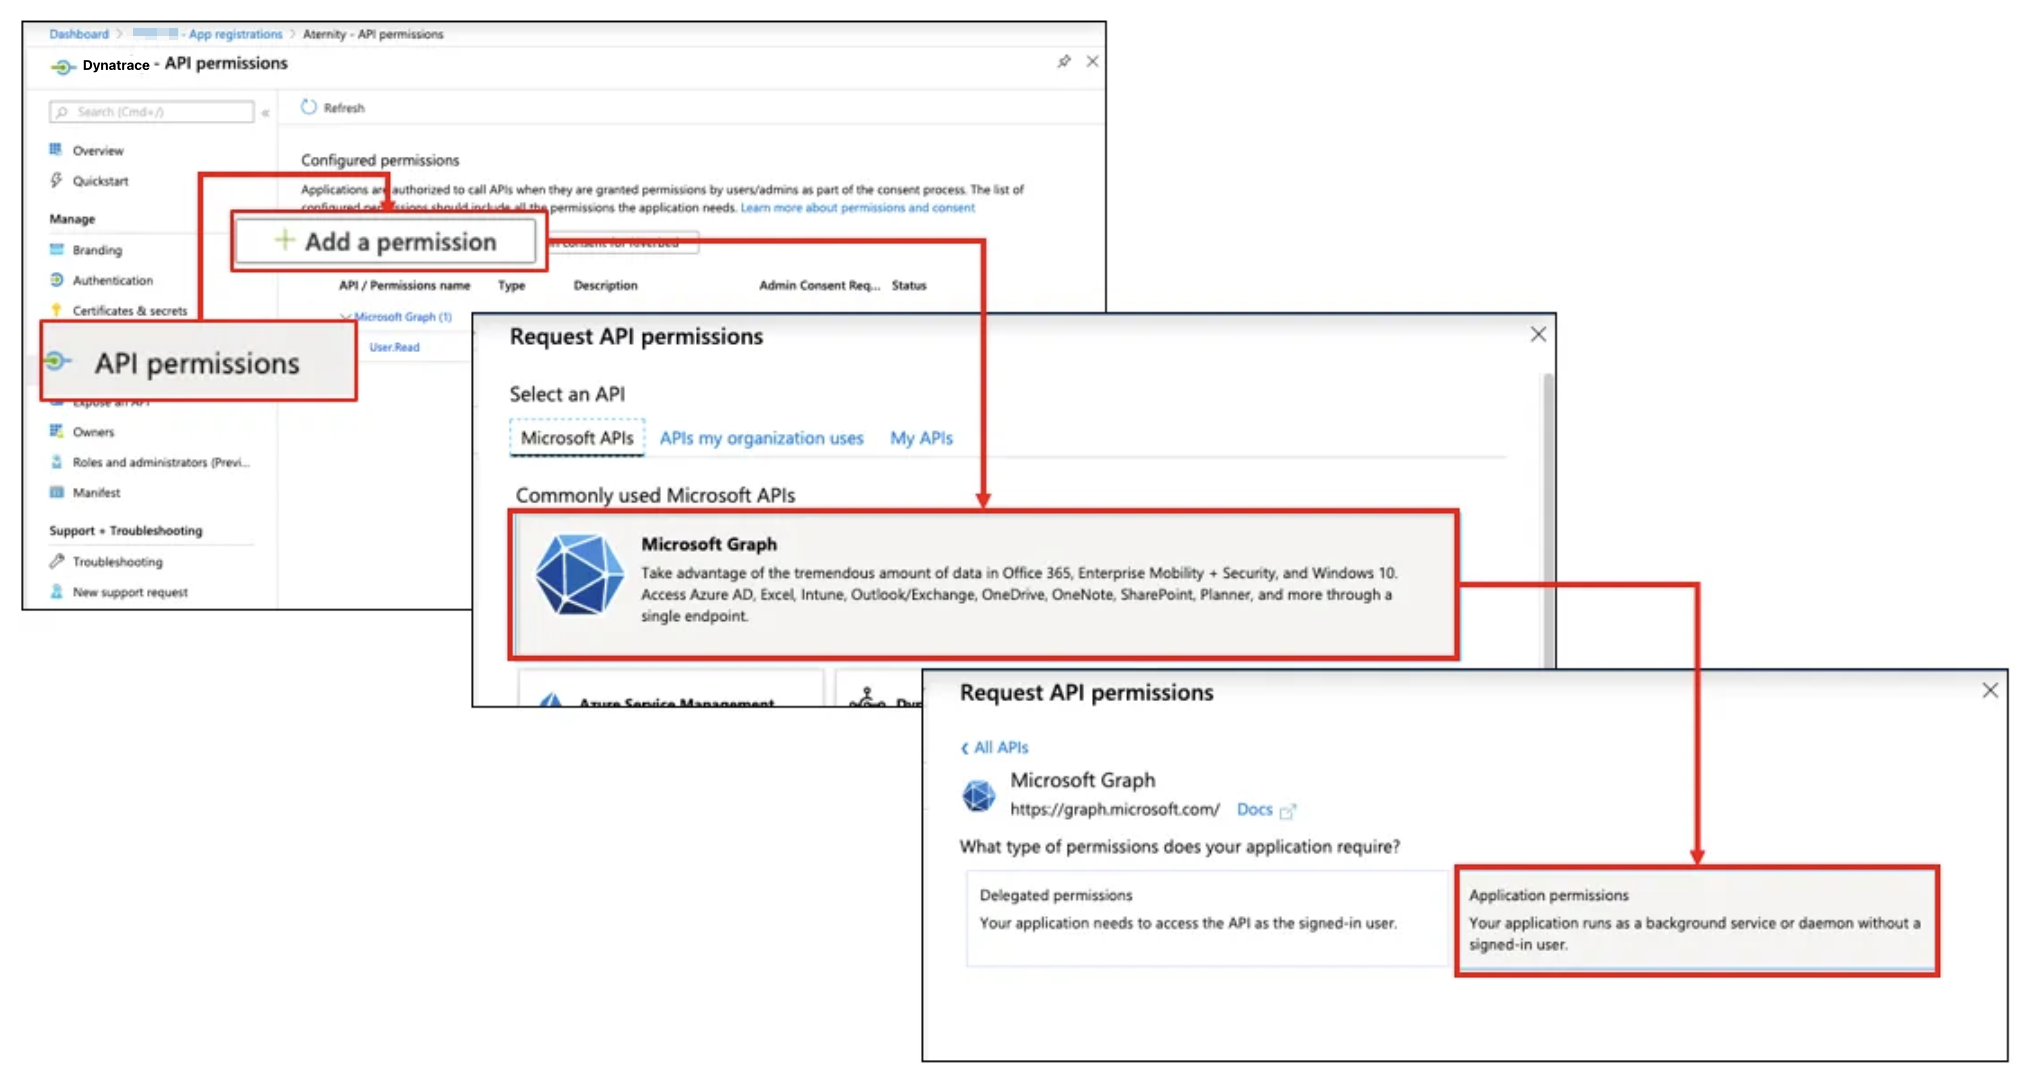 Dashboard > - App registrations > Aternity - API permissions
Dynatrace - API permissions
Search (Cmd+/)
Refresh
Overview
Quickstart
Manage
Branding
Authentication
Certificates & secrets
API permissions
Expose an API
Owners
Roles and administrators (Previ...
Manifest
Support + Troubleshooting
Troubleshooting
New support request
Configured permissions
Applications are authorized to call APIs when they are granted permissions by users/admins as part of the consent process. The list of
configured permissions should include all the permissions the application needs. Learn more about permissions and consent
+ Add a permission
consent for Riverbed
API / Permissions name Type Description Admin Consent Req... Status
Microsoft Graph (1)
User.Read
Request API permissions
Select an API
Microsoft APIs APIs my organization uses My APIs
Commonly used Microsoft APIs
Microsoft Graph
Take advantage of the tremendous amount of data in Office 365, Enterprise Mobility + Security, and Windows 10.
Access Azure AD, Excel, Intune, Outlook/Exchange, OneDrive, OneNote, SharePoint, Planner, and more through a
single endpoint.
Azure Service Management
Request API permissions
All APIs
Microsoft Graph
https://graph.microsoft.com/ Docs
What type of permissions does your application require?
Delegated permissions
Your application needs to access the API as the signed-in user.
Application permissions
Your application runs as a background service or daemon without a
signed-in user.